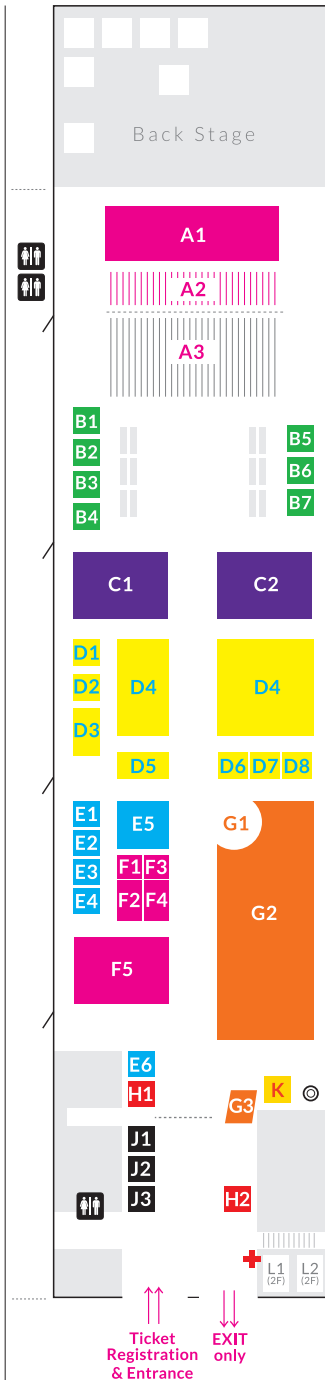 Back Stage
A1
A2
A3
B1
B5
B2
B6
B3
B7
B4
C1
C2
D1
D2
D3
D4
D4
D5
D6
D7
D8
E1
E2
E3
E4
E5
F1
F3
F2
F4
F5
G1
G2
E6
H1
K
G3
J1
J2
J3
H2
L1
(2F)
L2
(2F)
Ticket
Registration
& Entrance
EXIT
only